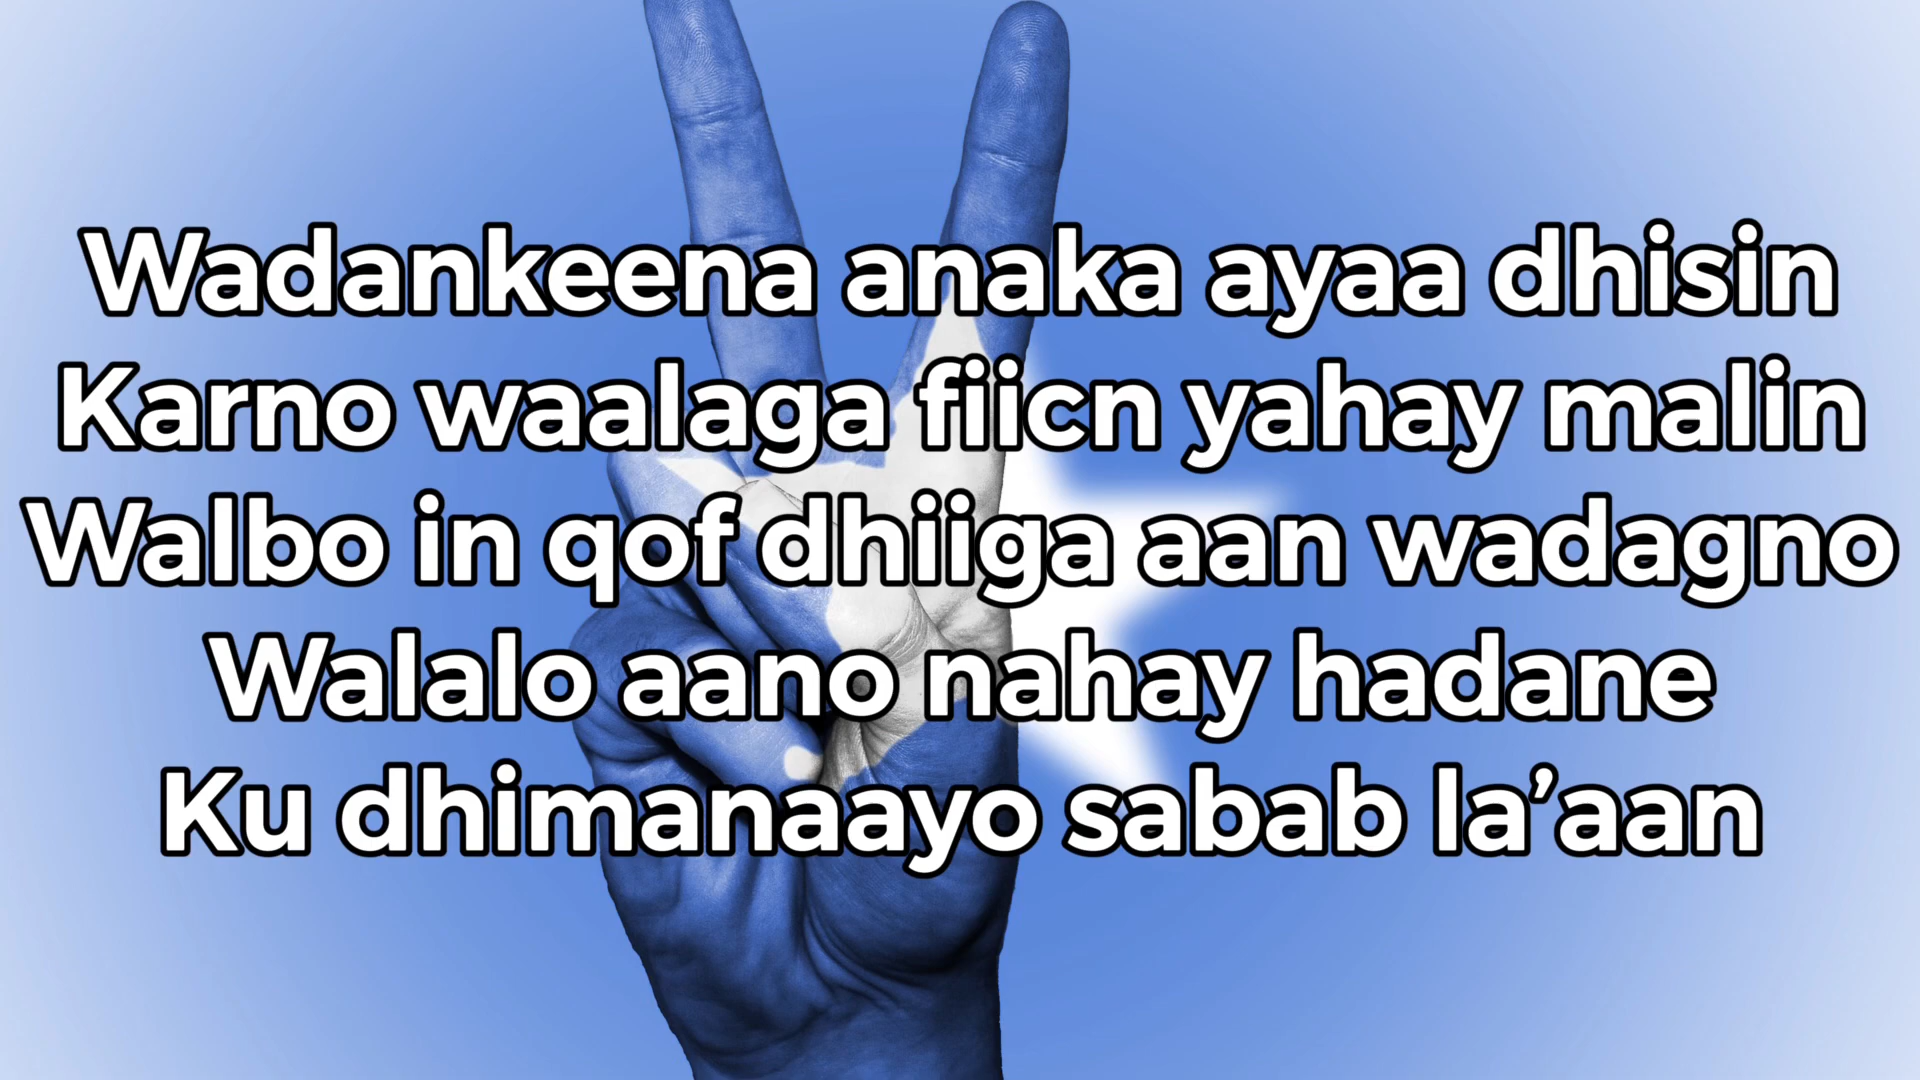 Wadankeena anaka ayaa dhisin
Karno waalaga fiicn yahay malin
Walbo in qof dhiiga aan wadagno
Walalo aano nahay hadane
Ku dhimanaayo sabab la’aan